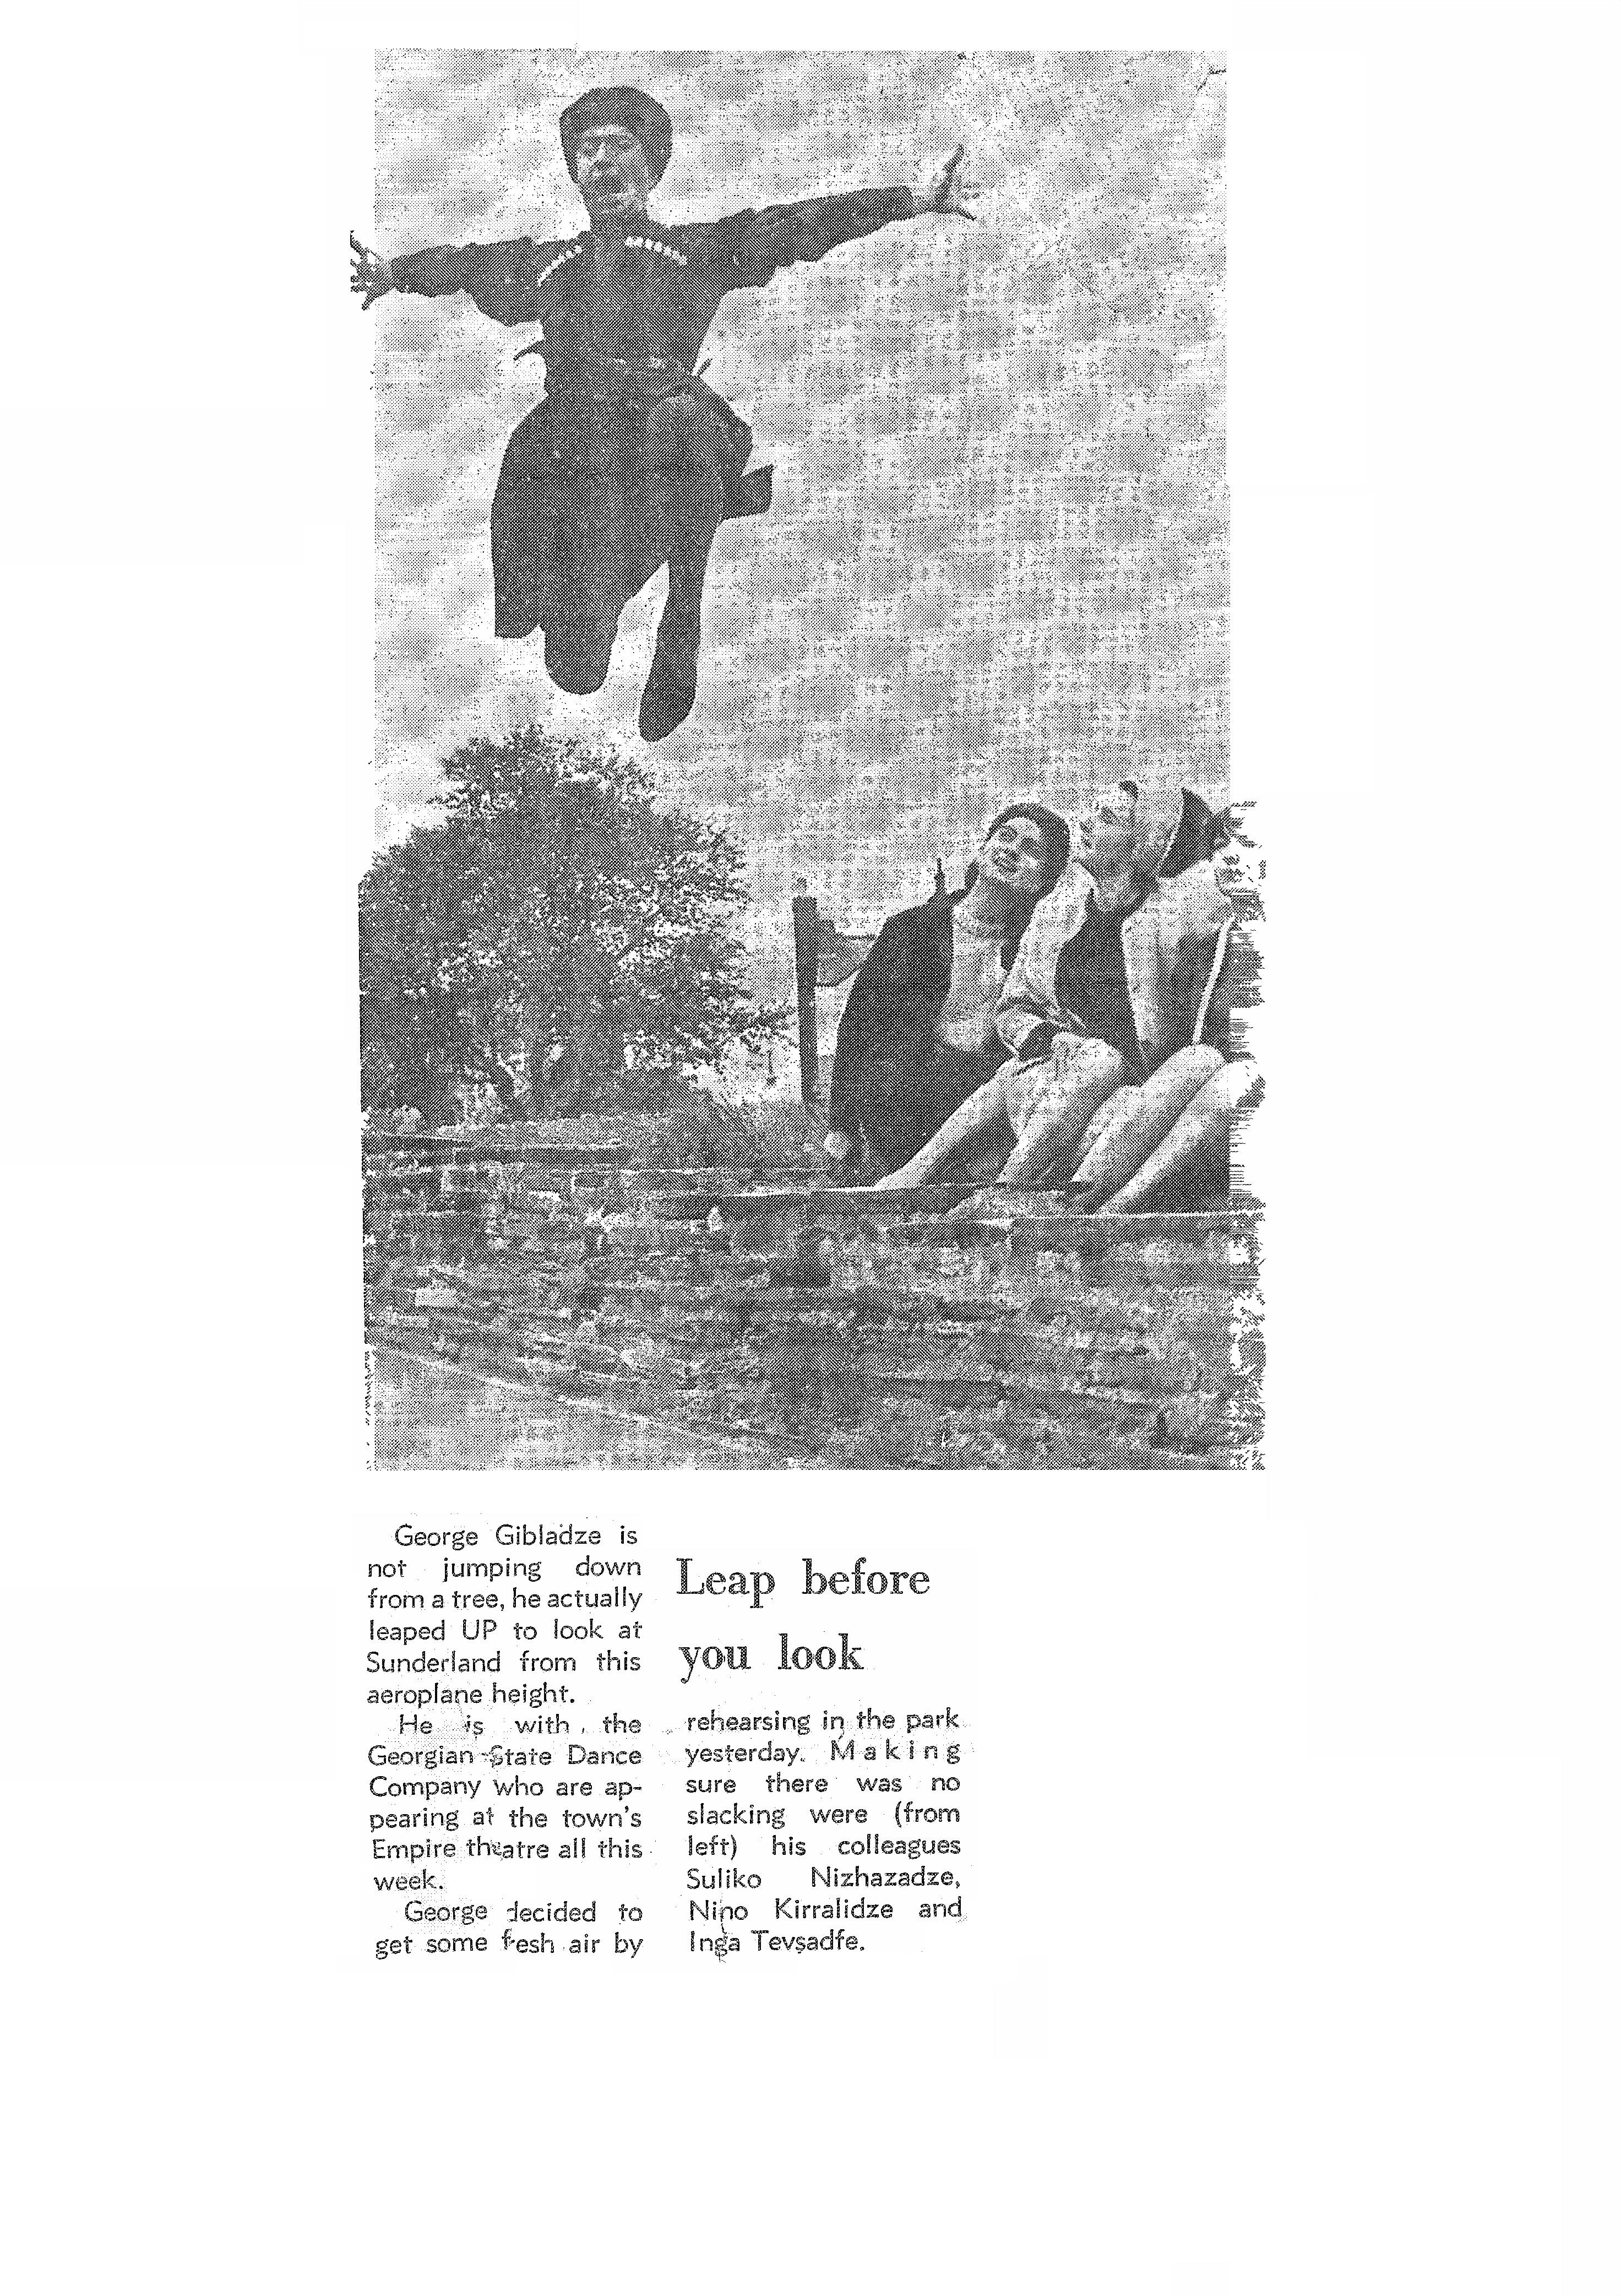 George Gibladze is
not jumping down
from a tree, he actually
leaped UP to look at
Sunderland from this
aeroplane height.
He is with the
Georgian State Dance
Company who are ap-
pearing at the town's
Empire theatre all this
week.
George decided to
get some fresh air by
Leap before
you look
rehearsing in the park
yesterday. Making
sure there was no
slacking were (from
left) his colleagues
Suliko Nizhazadze,
Nino Kirralidze and
Inga Tevsadfe.